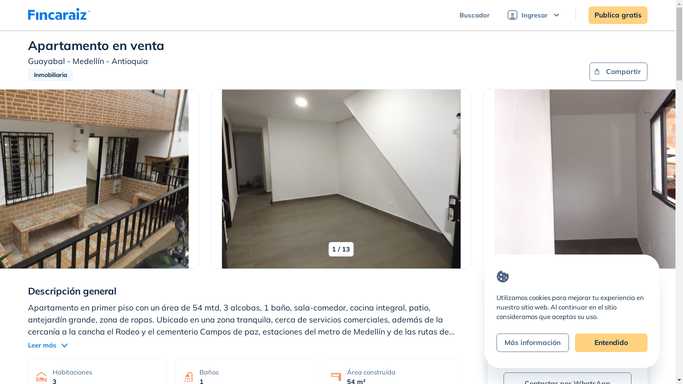 Fincaraiz
Buscador
Ingresar
Publica gratis
Apartamento en venta
Guayabal - Medellín - Antioquia
Inmobiliaria
Compartir
1 / 13
Descripción general
Apartamento en primer piso con un área de 54 mtd, 3 alcobas, 1 baño, sala-comedor, cocina integral, patio,
antejardín grande, zona de ropas. Ubicado en una zona tranquila, cerca de servicios comerciales, además de la
cercanía a la cancha el Rodeo y el cementerio Campos de paz, estaciones del metro de Medellín y de las rutas de...
Leer más
Habitaciones
3
Baños
1
Área construida
54 m²
Utilizamos cookies para mejorar tu experiencia en
nuestro sitio web. Al continuar en el sitio
consideramos que aceptas su uso.
Más información
Entendido
Contactar por WhatsApp